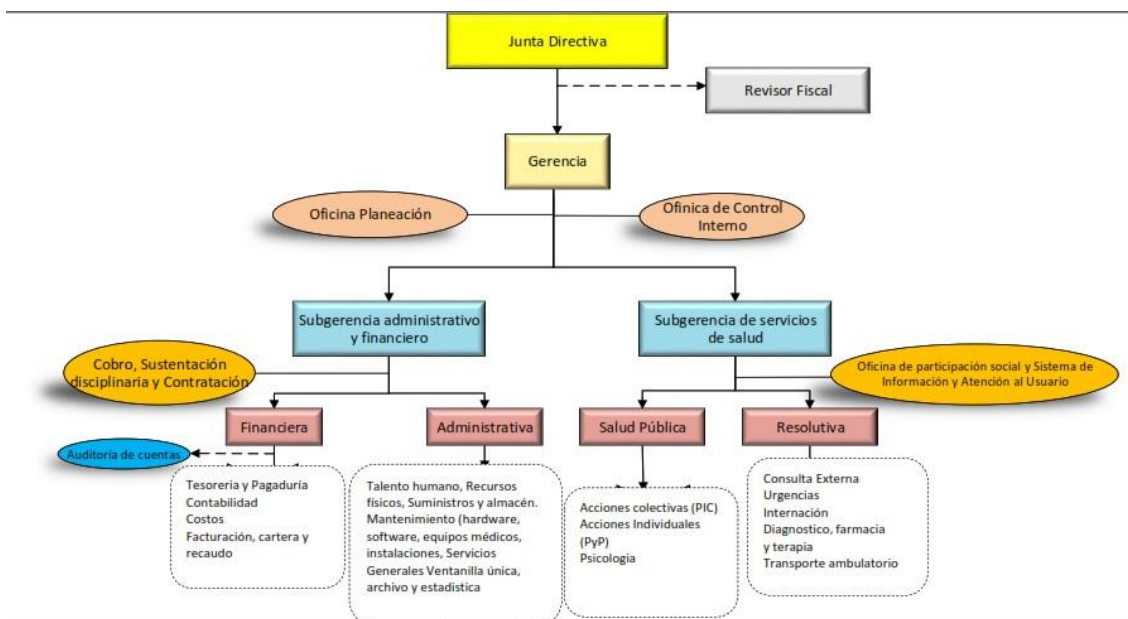 Junta Directiva
Revisor Fiscal
Gerencia
Oficina Planeación
Ofinica de Control
Interno
Subgerencia administrativo
y financiero
Subgerencia de servicios
de salud
Cobro, Sustentación
disciplinaria y Contratación
Oficina de participación social y Sistema de
Información y Atención al Usuario
Financiera
Administrativa
Salud Pública
Resolutiva
Auditoría de cuentas
Tesoreria y Pagaduría
Contabilidad
Costos
Facturación, cartera y
recaudo
Talento humano, Recursos
físicos, Suministros y almacén.
Mantenimiento (hardware,
software, equipos médicos,
instalaciones, Servicios
Generales Ventanilla única,
archivo y estadistica
Acciones colectivas (PIC)
Acciones Individuales
(PyP)
Psicologia
Consulta Externa
Urgencias
Internación
Diagnostico, farmacia
y terapia
Transporte ambulatorio